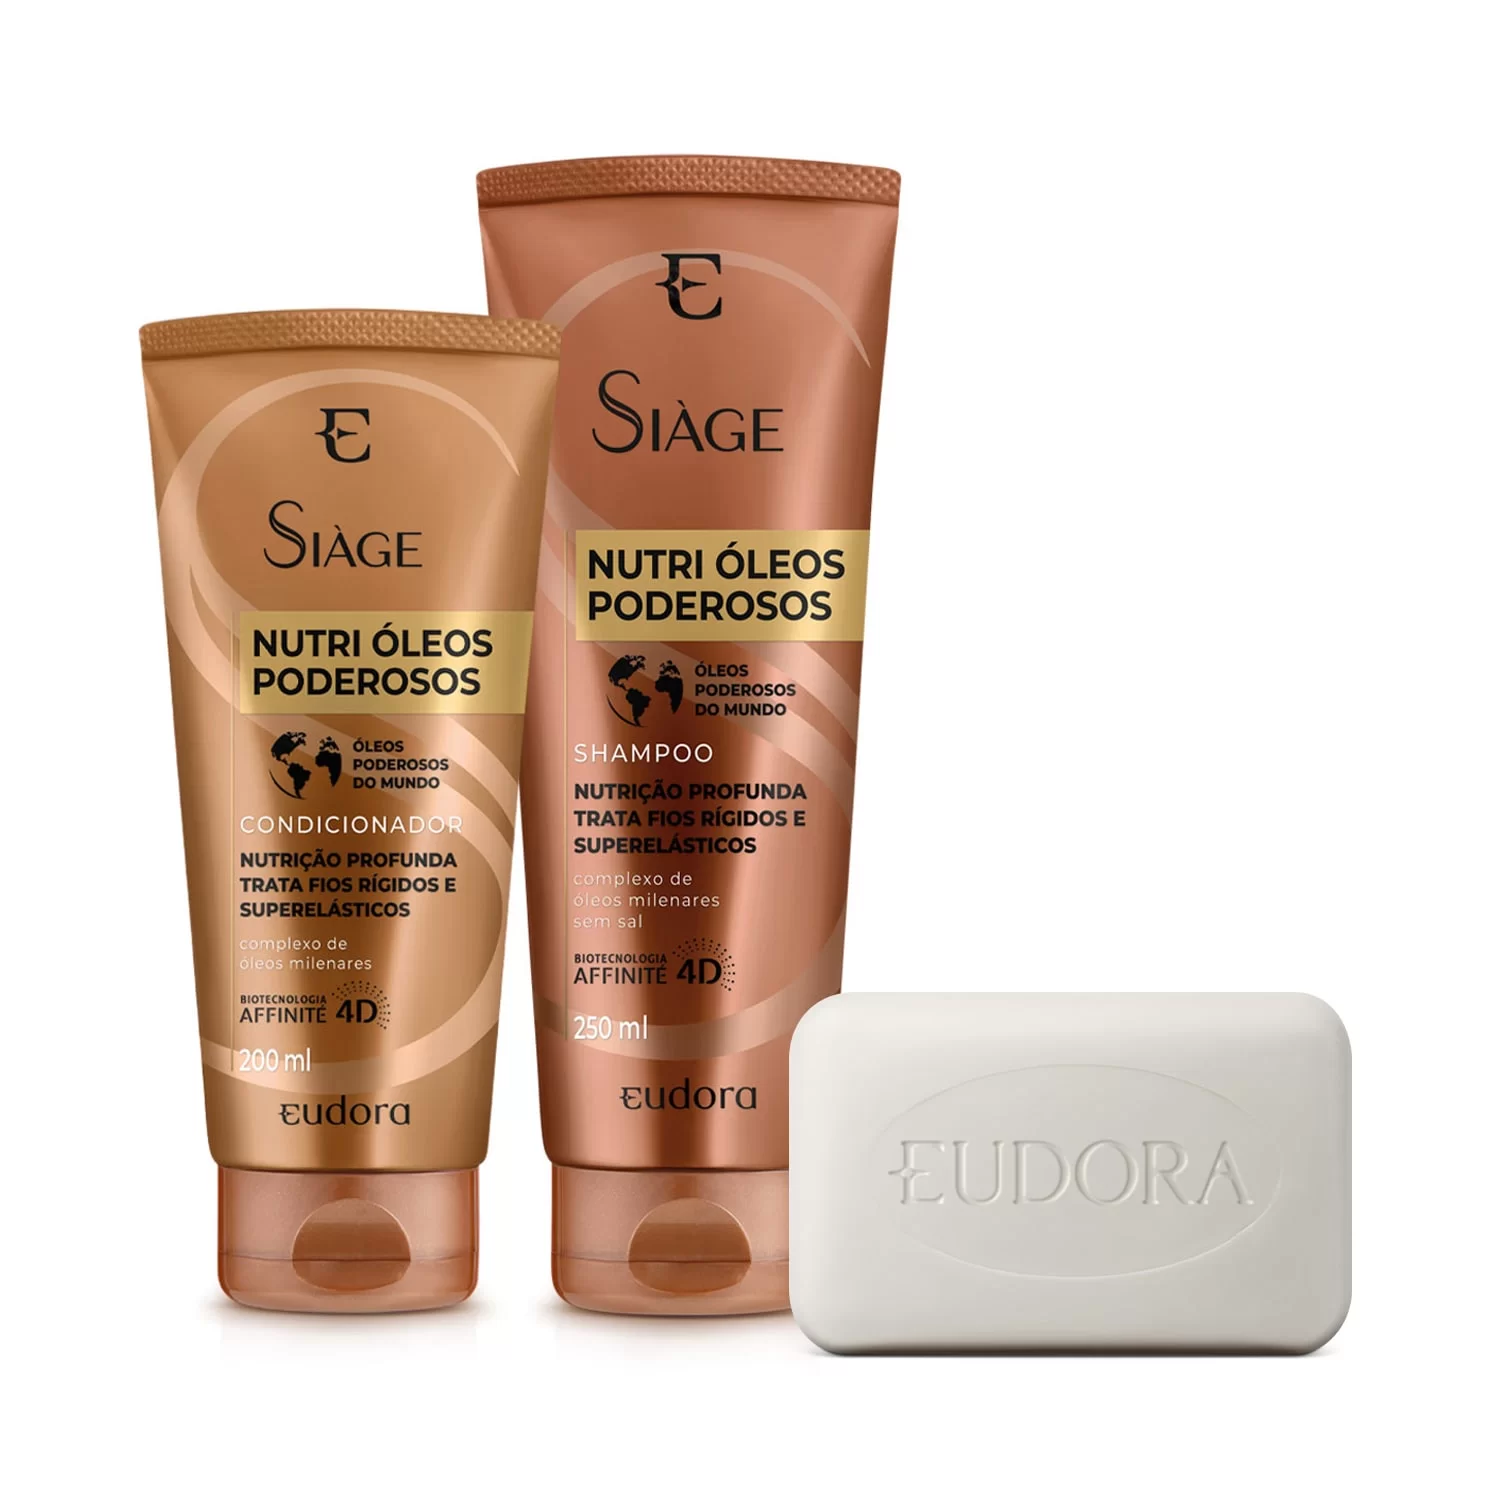 E
SIÀGE
NUTRI ÓLEOS
PODEROSOS
ÓLEOS
PODEROSOS
DO MUNDO
CONDICIONADOR
NUTRIÇÃO PROFUNDA
TRATA FIOS RÍGIDOS E
SUPERELÁSTICOS
complexo de
óleos milenares
BIOTECNOLOGIA
AFFINITÉ 4D
200 ml
eudora
E
SIÀGE
NUTRI ÓLEOS
PODEROSOS
ÓLEOS
PODEROSOS
DO MUNDO
SHAMPOO
NUTRIÇÃO PROFUNDA
TRATA FIOS RÍGIDOS E
SUPERELÁSTICOS
complexo de
óleos milenares
sem sal
BIOTECNOLOGIA
AFFINITÉ 4D
250 ml
eudora
EUDORA